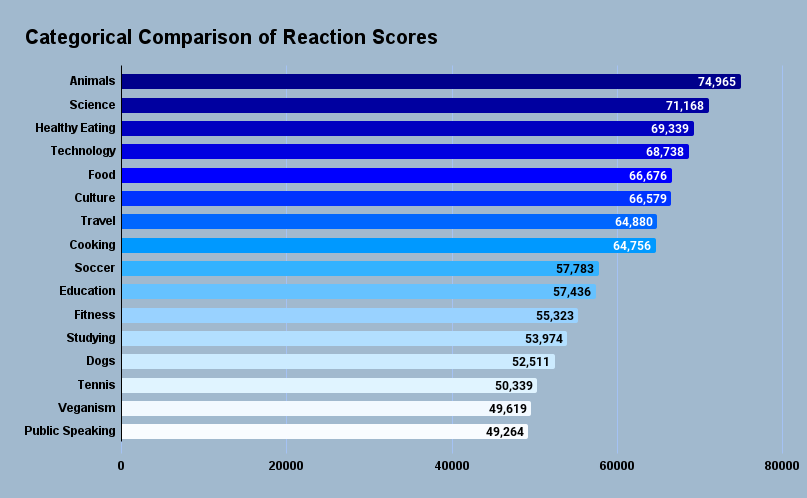 Categorical Comparison of Reaction Scores
Animals 74,965
Science 71,168
Healthy Eating 69,339
Technology 68,738
Food 66,676
Culture 66,579
Travel 64,880
Cooking 64,756
Soccer 57,783
Education 57,436
Fitness 55,323
Studying 53,974
Dogs 52,511
Tennis 50,339
Veganism 49,619
Public Speaking 49,264
0 20000 40000 60000 80000